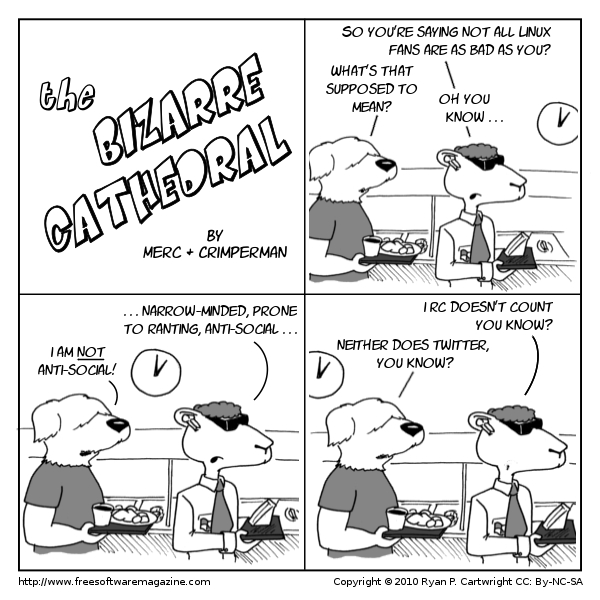 the
BIZARRE
CATHEDRAL
BY
MERC + CRIMPERMAN
SO YOU'RE SAYING NOT ALL LINUX
FANS ARE AS BAD AS YOU?
WHAT'S THAT
SUPPOSED TO
MEAN?
OH YOU
KNOW . . .
. . . NARROW-MINDED, PRONE
TO RANTING, ANTI-SOCIAL . . .
I AM NOT
ANTI-SOCIAL!
IRC DOESN'T COUNT
YOU KNOW?
NEITHER DOES TWITTER,
YOU KNOW?
http://www.freesoftwaremagazine.com
Copyright © 2010 Ryan P. Cartwright CC: By-NC-SA